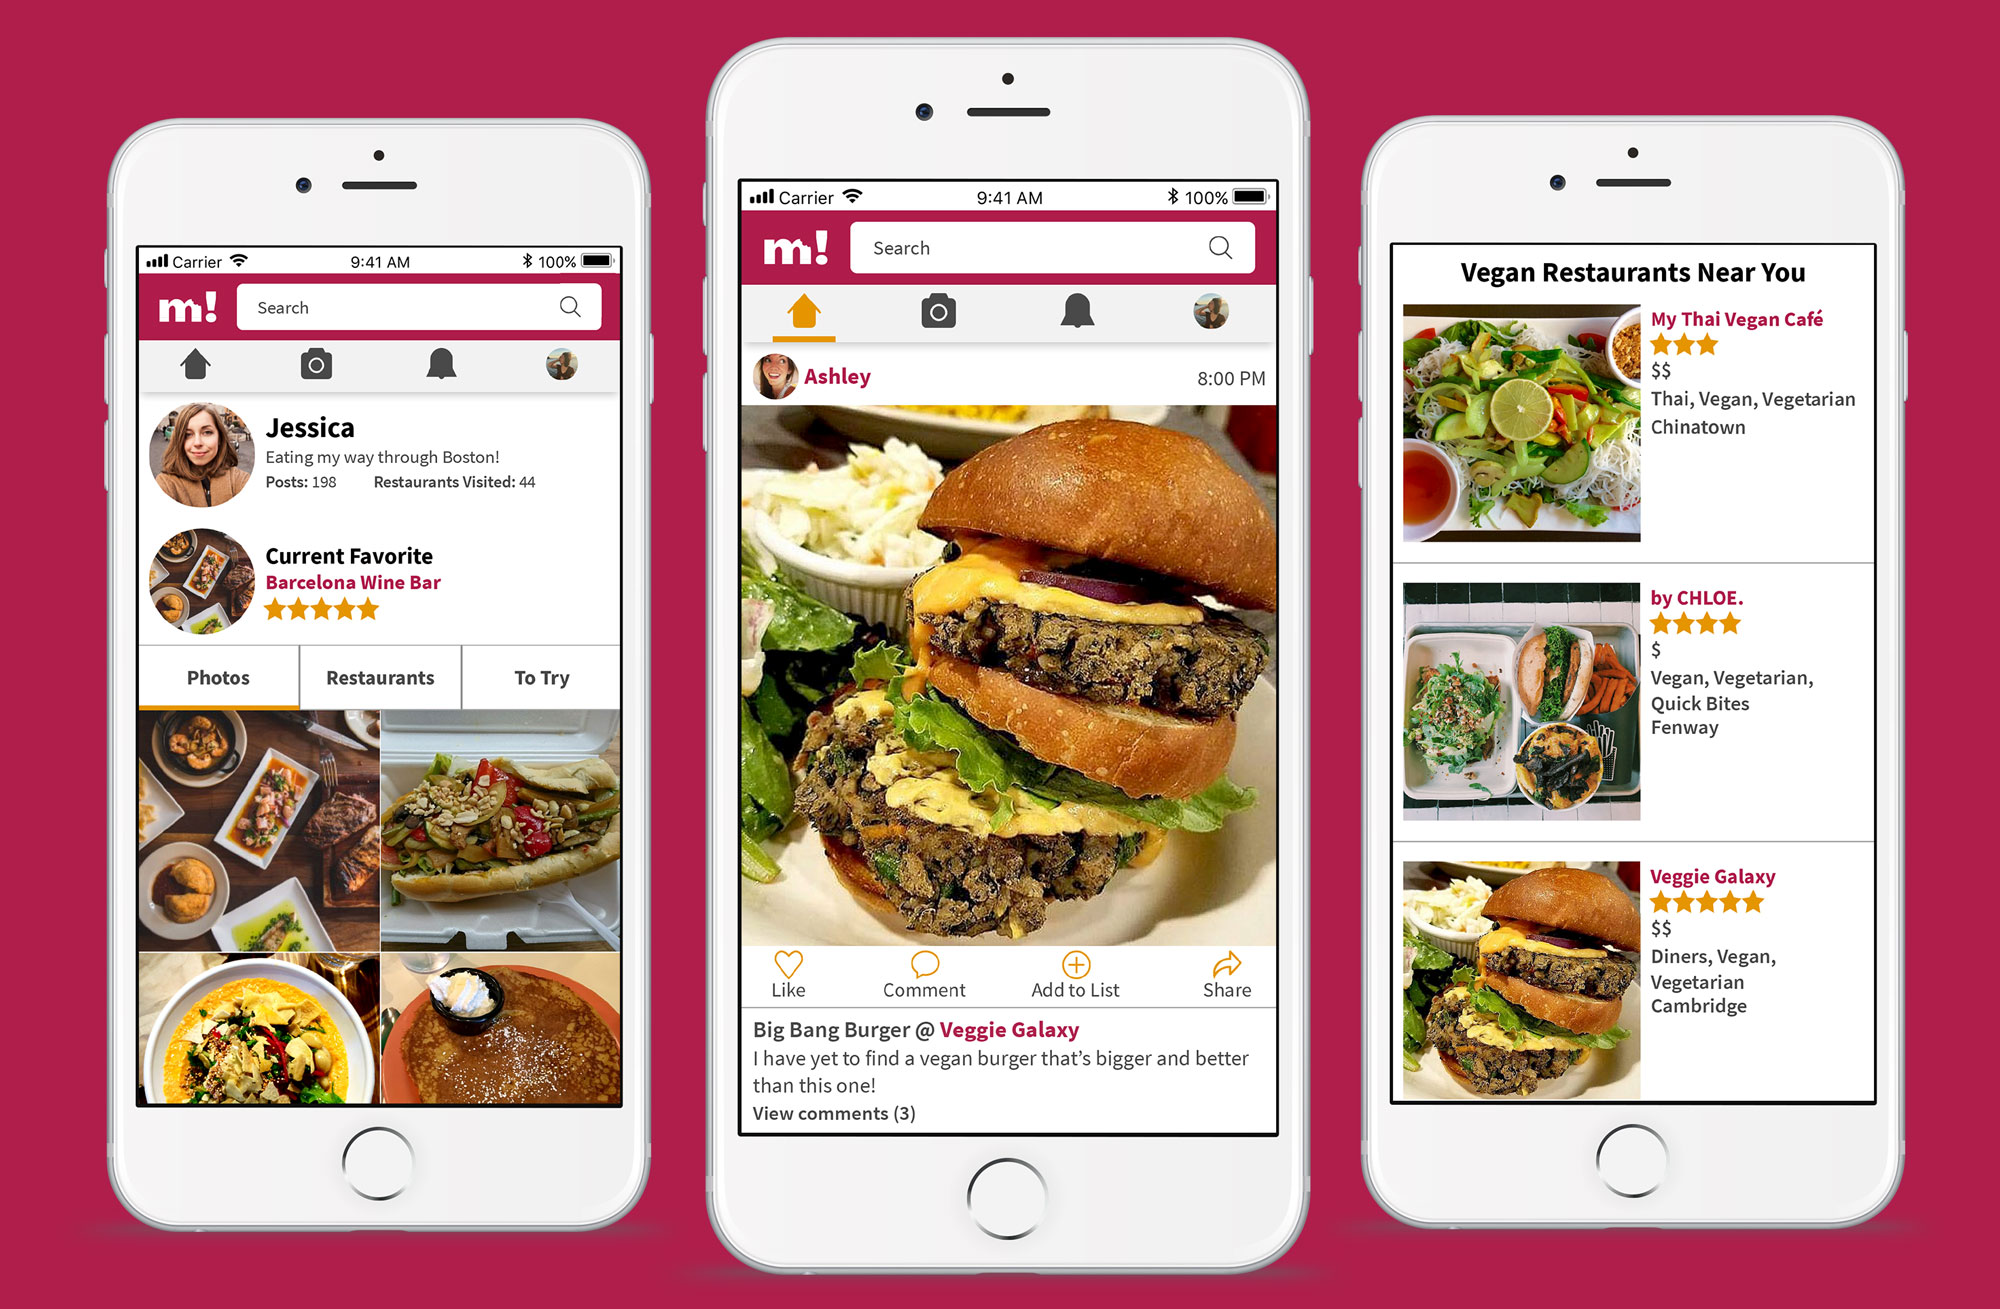 Carrier 9:41 AM 100%
m! Search
Jessica
Eating my way through Boston!
Posts: 198 Restaurants Visited: 44
Current Favorite
Barcelona Wine Bar
Photos Restaurants To Try
Carrier 9:41 AM 100%
m! Search
Ashley 8:00 PM
Like Comment Add to List Share
Big Bang Burger @ Veggie Galaxy
I have yet to find a vegan burger that’s bigger and better
than this one!
View comments (3)
Vegan Restaurants Near You
My Thai Vegan Café
$$
Thai, Vegan, Vegetarian
Chinatown
by CHLOE.
$
Vegan, Vegetarian,
Quick Bites
Fenway
Veggie Galaxy
$$
Diners, Vegan,
Vegetarian
Cambridge